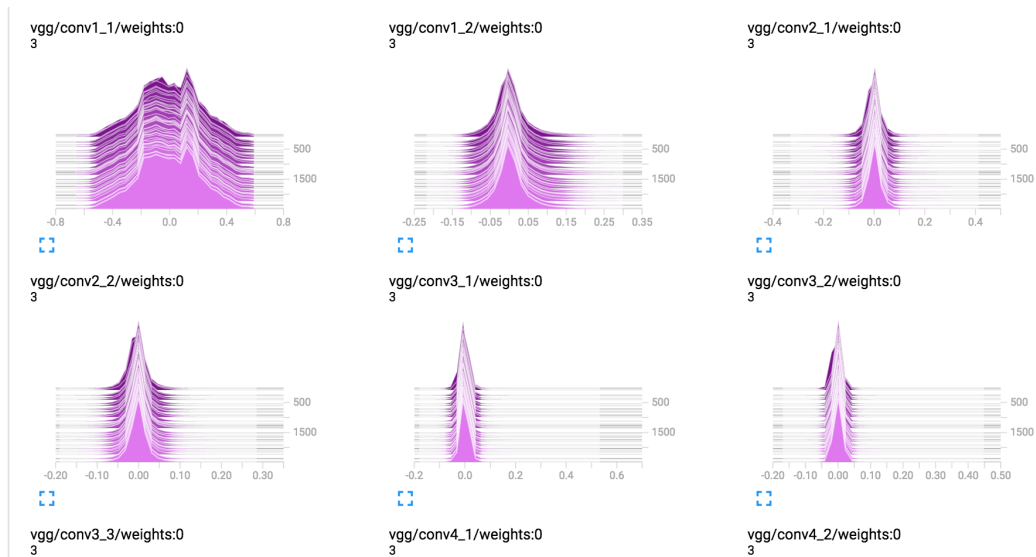 vgg/conv1_1/weights:0
3
500
1500
-0.8 -0.4 0.0 0.4 0.8
vgg/conv1_2/weights:0
3
500
1500
-0.25 -0.15 -0.05 0.05 0.15 0.25 0.35
vgg/conv2_1/weights:0
3
500
1500
-0.4 -0.2 0.0 0.2 0.4
vgg/conv2_2/weights:0
3
500
1500
-0.20 -0.10 0.00 0.10 0.20 0.30
vgg/conv3_1/weights:0
3
500
1500
-0.2 0.0 0.2 0.4 0.6
vgg/conv3_2/weights:0
3
500
1500
-0.20 -0.10 0.00 0.10 0.20 0.30 0.40 0.50
vgg/conv3_3/weights:0
3
vgg/conv4_1/weights:0
3
vgg/conv4_2/weights:0
3